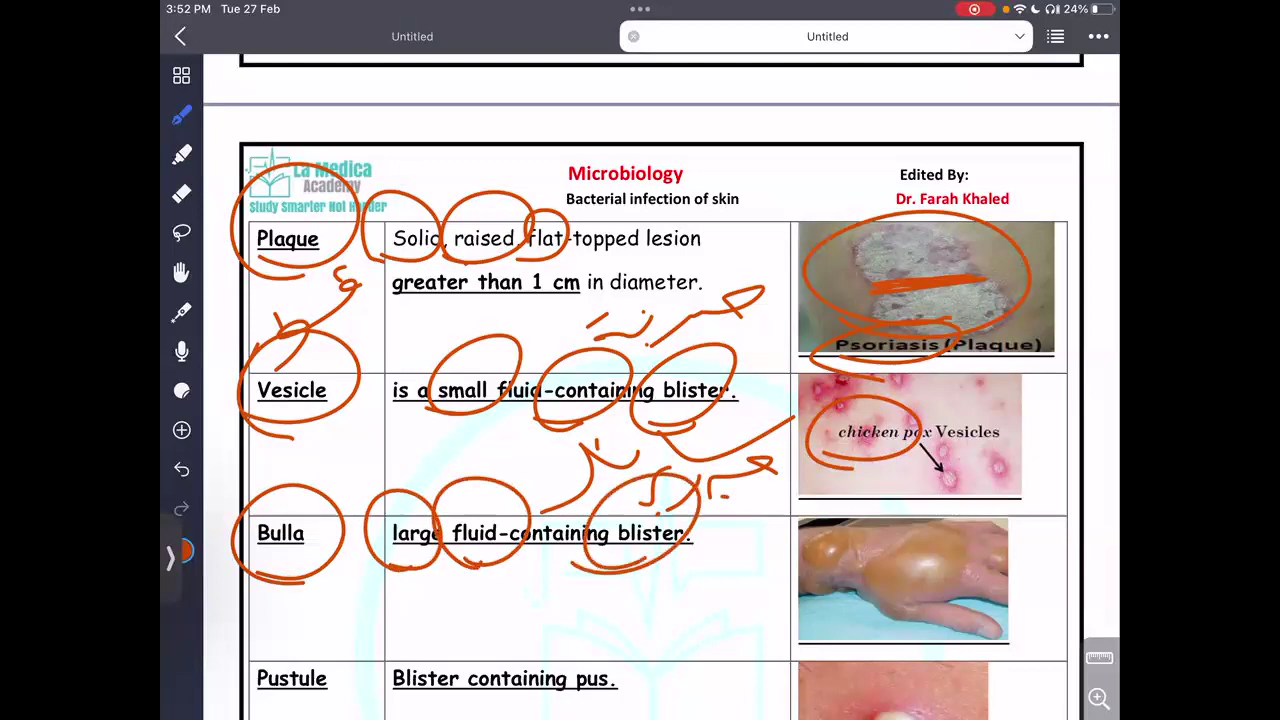 3:52 PM Tue 27 Feb
24%
Untitled
Untitled
La Medica
Academy
Study Smarter Not Harder
Microbiology
Bacterial infection of skin
Edited By:
Dr. Farah Khaled
Plaque
Solid, raised, flat-topped lesion
greater than 1 cm in diameter.
Psoriasis (Plaque)
Vesicle
is a small fluid-containing blister.
chicken pox Vesicles
Bulla
large fluid-containing blister.
Pustule
Blister containing pus.